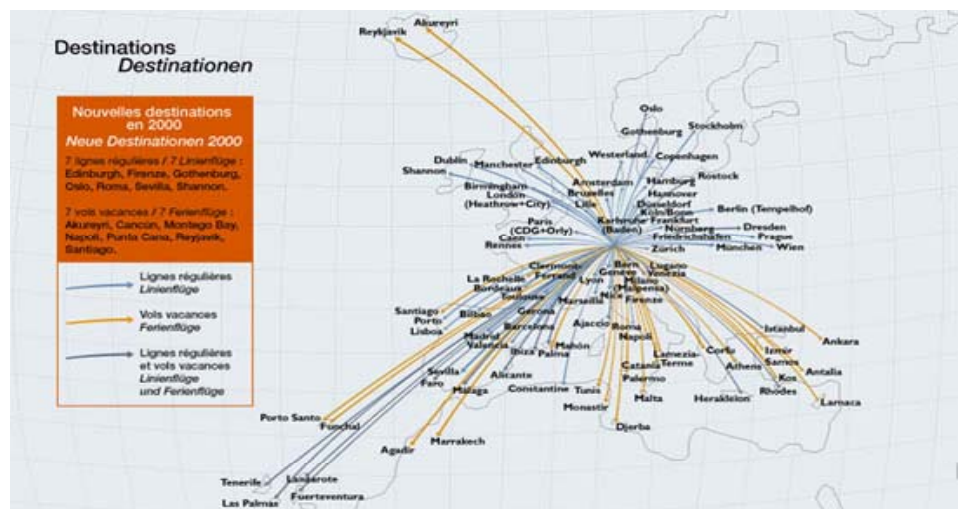 Destinations
Destinationen
Nouvelles destinations
en 2000
Neue Destinationen 2000
7 lignes régulières / 7 Linienflüge :
Edinburgh, Firenze, Gothenburg,
Oslo, Roma, Sevilla, Shannon.
7 vols vacances / 7 Ferienflüge :
Akureyri, Cancún, Montego Bay,
Napoli, Punta Cana, Reyjavik,
Santiago.
Lignes régulières
Linienflüge
Vols vacances
Ferienflüge
Lignes régulières
et vols vacances
Linienflüge
und Ferienflüge
Akureyri
Reykjavik
Oslo
Gothenburg
Stockholm
Dublin
Manchester
Edinburgh
Westerland
Copenhagen
Shannon
Birmingham
Amsterdam
Hamburg
Rostock
London
(Heathrow+City)
Bruxelles
Hannover
Lille
Düsseldorf
Köln/Bonn
Berlin (Tempelhof)
Paris
(CDG+Orly)
Karlsruhe
(Baden)
Frankfurt
Nürnberg
Dresden
Caen
Friedrichshafen
Prague
Rennes
Zürich
München
Wien
Clermont-
Ferrand
Bern
Lugano
Genève
Venezia
La Rochelle
Lyon
Milano
(Malpensa)
Bordeaux
Toulouse
Marseille
Nice
Firenze
Santiago
Porto
Lisboa
Bilbao
Gerona
Barcelona
Ajaccio
Roma
Napoli
Istanbul
Ankara
Madrid
Valencia
Ibiza
Palma
Mahón
Lamezia-
Terme
Corfu
Izmir
Samos
Sevilla
Faro
Alicante
Catania
Palermo
Athens
Kos
Antalia
Málaga
Constantine
Tunis
Malta
Herakleion
Rhodes
Larnaca
Monastir
Djerba
Porto Santo
Funchal
Agadir
Marrakech
Tenerife
Lanzarote
Las Palmas
Fuerteventura